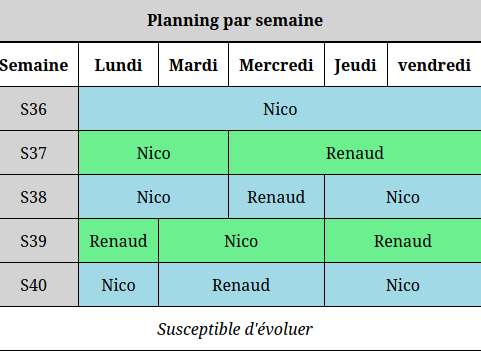 Planning par semaine
Semaine Lundi Mardi Mercredi Jeudi vendredi
S36 Nico
S37 Nico Renaud
S38 Nico Renaud Nico
S39 Renaud Nico Renaud
S40 Nico Renaud Nico
Susceptible d'évoluer